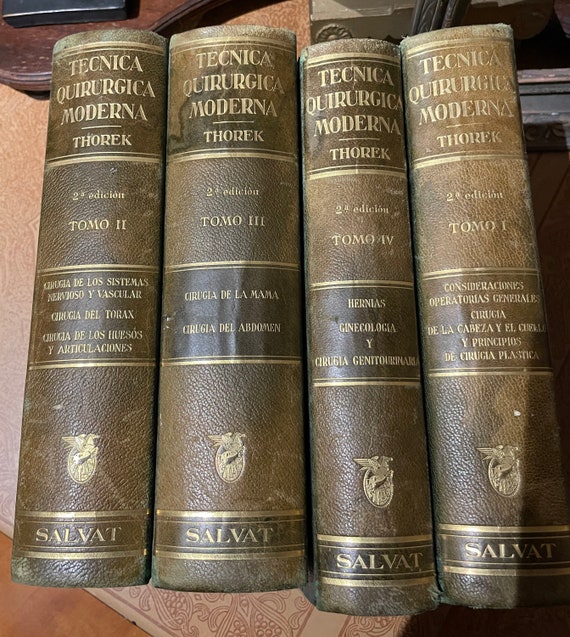 TECNICA
QUIRURGICA
MODERNA
THOREK
2ª edición
TOMO II
CIRUGIA DE LOS SISTEMAS
NERVIOSO Y VASCULAR
CIRUGIA DEL TORAX
CIRUGIA DE LOS HUESOS
Y ARTICULACIONES
SALVAT
TECNICA
QUIRURGICA
MODERNA
THOREK
2ª edición
TOMO III
CIRUGIA DE LA MAMA
CIRUGIA DEL ABDOMEN
SALVAT
TECNICA
QUIRURGICA
MODERNA
THOREK
2ª edición
TOMO IV
HERNIAS
GINECOLOGIA
Y
CIRUGIA GENITOURINARIA
SALVAT
TECNICA
QUIRURGICA
MODERNA
THOREK
2ª edición
TOMO I
CONSIDERACIONES
OPERATORIAS GENERALES
CIRUGIA
DE LA CABEZA Y EL CUELLO
Y PRINCIPIOS
DE CIRUGIA PLASTICA
SALVAT